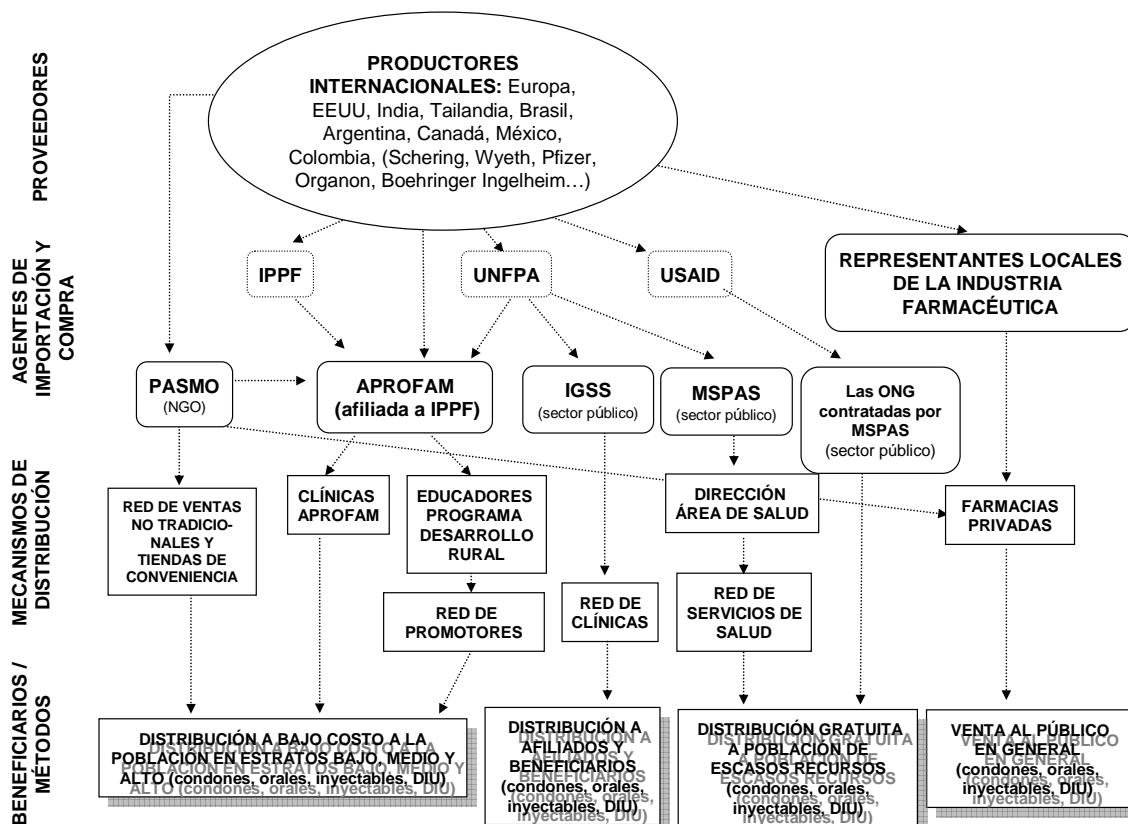 PROVEEDORES
PRODUCTORES
INTERNACIONALES: Europa,
EEUU, India, Tailandia, Brasil,
Argentina, Canadá, México,
Colombia, (Schering, Wyeth, Pfizer,
Organon, Boehringer Ingelheim…)
AGENTES DE
IMPORTACIÓN Y
COMPRA
IPPF
UNFPA
USAID
REPRESENTANTES LOCALES
DE LA INDUSTRIA
FARMACÉUTICA
PASMO
(NGO)
APROFAM
(afiliada a IPPF)
IGSS
(sector público)
MSPAS
(sector público)
Las ONG
contratadas por
MSPAS
(sector público)
MECANISMOS DE
DISTRIBUCIÓN
RED DE VENTAS
NO TRADICIO-
NALES Y
TIENDAS DE
CONVENIENCIA
CLÍNICAS
APROFAM
EDUCADORES
PROGRAMA
DESARROLLO
RURAL
DIRECCIÓN
ÁREA DE SALUD
FARMACIAS
PRIVADAS
RED DE
PROMOTORES
RED DE
CLÍNICAS
RED DE
SERVICIOS DE
SALUD
BENEFICIARIOS /
MÉTODOS
DISTRIBUCIÓN A BAJO COSTO A LA
POBLACIÓN EN ESTRATOS BAJO, MEDIO Y
ALTO (condones, orales, inyectables, DIU)
DISTRIBUCIÓN A
AFILIADOS Y
BENEFICIARIOS
(condones, orales,
inyectables, DIU)
DISTRIBUCIÓN GRATUITA
A POBLACIÓN DE
ESCASOS RECURSOS
(condones, orales,
inyectables, DIU)
VENTA AL PÚBLICO
EN GENERAL
(condones, orales,
inyectables, DIU)